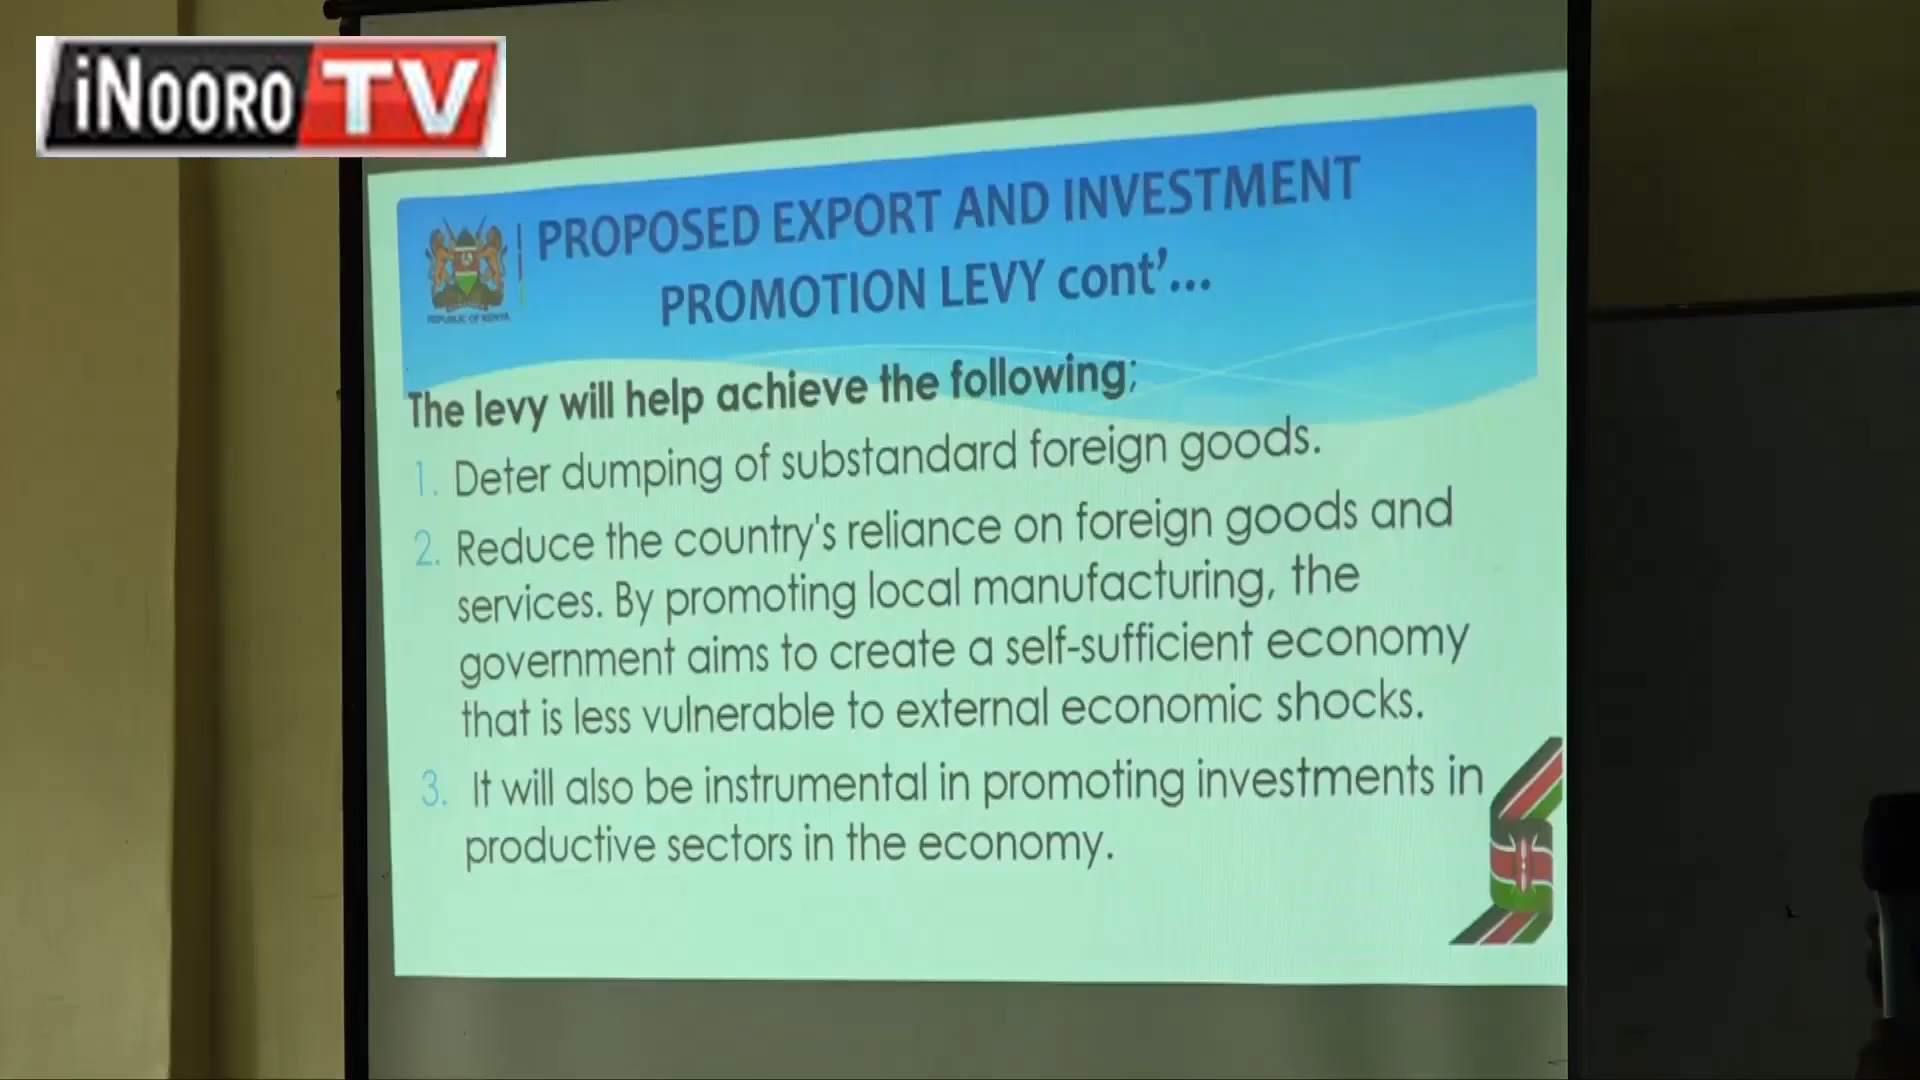 iNOORO TV
PROPOSED EXPORT AND INVESTMENT
PROMOTION LEVY cont'...
REPUBLIC OF KENYA
The levy will help achieve the following;
1. Deter dumping of substandard foreign goods.
2. Reduce the country's reliance on foreign goods and
services. By promoting local manufacturing, the
government aims to create a self-sufficient economy
that is less vulnerable to external economic shocks.
3. It will also be instrumental in promoting investments in
productive sectors in the economy.